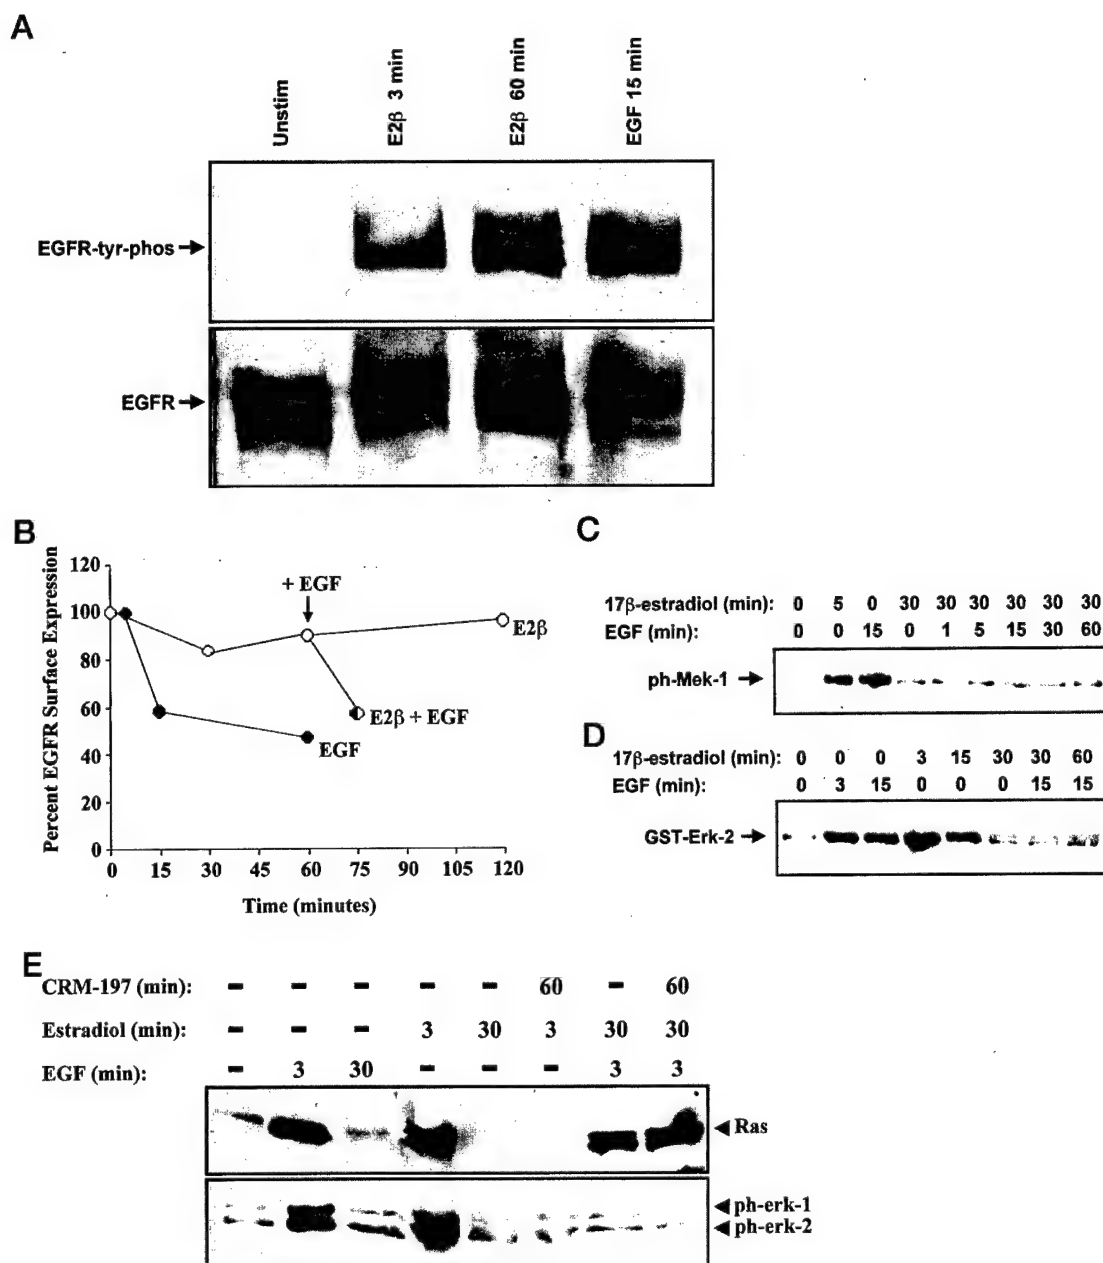 A
Unstim
E2β 3 min
E2β 60 min
EGF 15 min
EGFR-tyr-phos
EGFR
B
Percent EGFR Surface Expression
120
100
80
60
40
20
0
+ EGF
E2β
E2β + EGF
EGF
0 15 30 45 60 75 90 105 120
Time (minutes)
C
17β-estradiol (min): 0 5 0 30 30 30 30 30 30
EGF (min): 0 0 15 0 1 5 15 30 60
ph-Mek-1
D
17β-estradiol (min): 0 0 0 3 15 30 30 60
EGF (min): 0 3 15 0 0 0 15 15
GST-Erk-2
E
CRM-197 (min): - - - - - 60 - 60
Estradiol (min): - - - 3 30 3 30 30
EGF (min): - 3 30 - - - 3 3
Ras
ph-erk-1
ph-erk-2